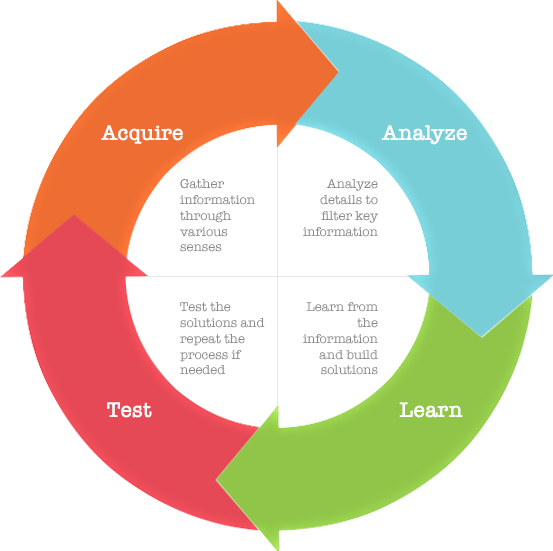 Acquire
Analyze
Gather
information
through
various
senses
Analyze
details to
filter key
information
Test the
solutions and
repeat the
process if
needed
Learn from
the
information
and build
solutions
Test
Learn